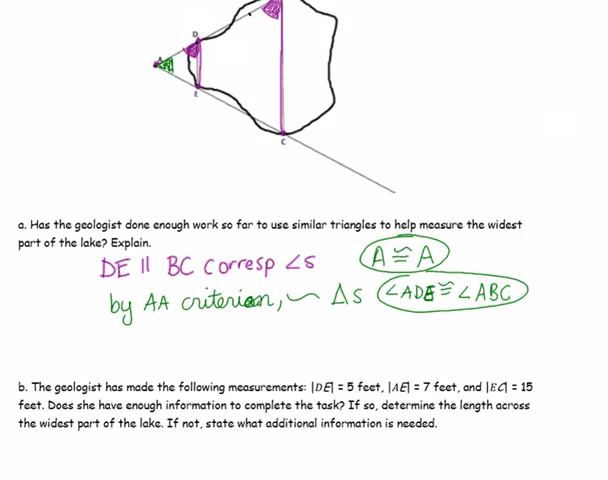 A
D
E
C
a. Has the geologist done enough work so far to use similar triangles to help measure the widest
part of the lake? Explain.
DE || BC corresp ∠s A ≅ A
by AA criterion, ∼ Δs ∠ADE ≅ ∠ABC
b. The geologist has made the following measurements: |DE| = 5 feet, |AE| = 7 feet, and |EC| = 15
feet. Does she have enough information to complete the task? If so, determine the length across
the widest part of the lake. If not, state what additional information is needed.